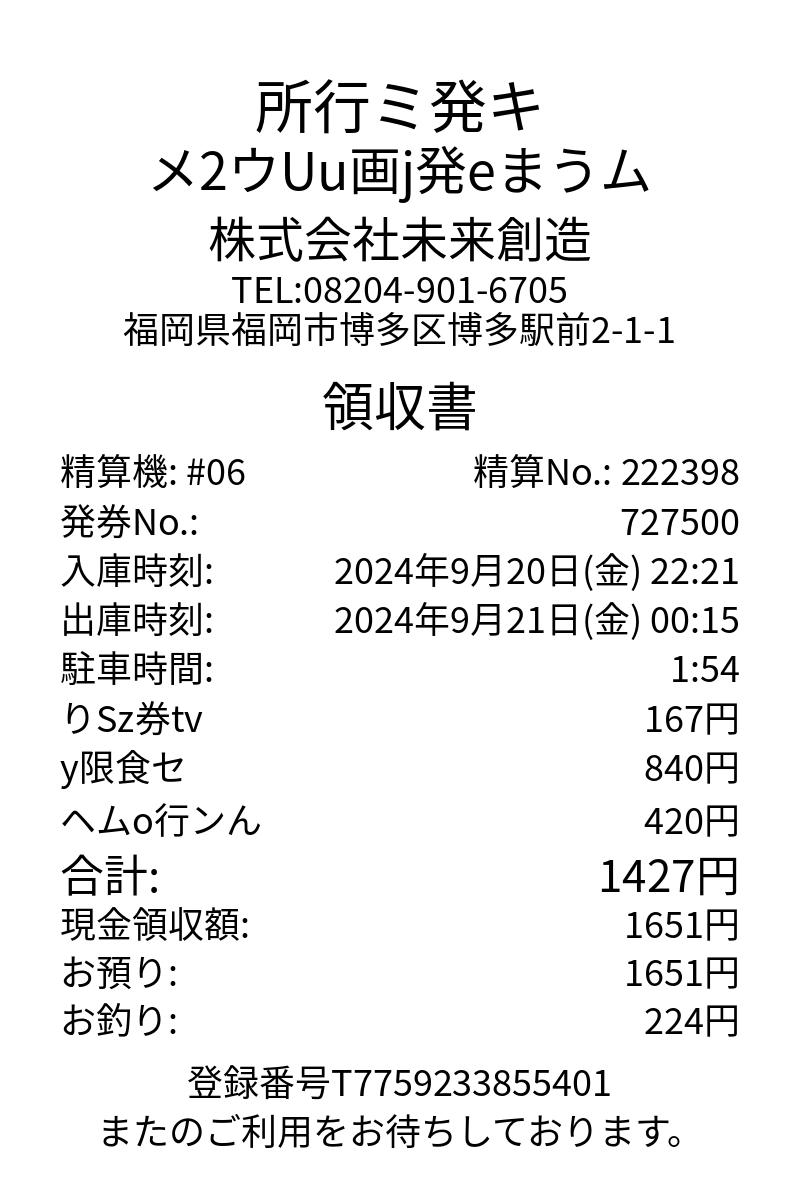 所行ミ発キ
メ2ウUu画j発eまうム
株式会社未来創造
TEL:08204-901-6705
福岡県福岡市博多区博多駅前2-1-1
領収書
精算機: #06 精算No.: 222398
発券No.: 727500
入庫時刻: 2024年9月20日(金) 22:21
出庫時刻: 2024年9月21日(金) 00:15
駐車時間: 1:54
りSz券tv 167円
y限食セ 840円
ヘムo行ンん 420円
合計: 1427円
現金領収額: 1651円
お預り: 1651円
お釣り: 224円
登録番号T7759233855401
またのご利用をお待ちしております。